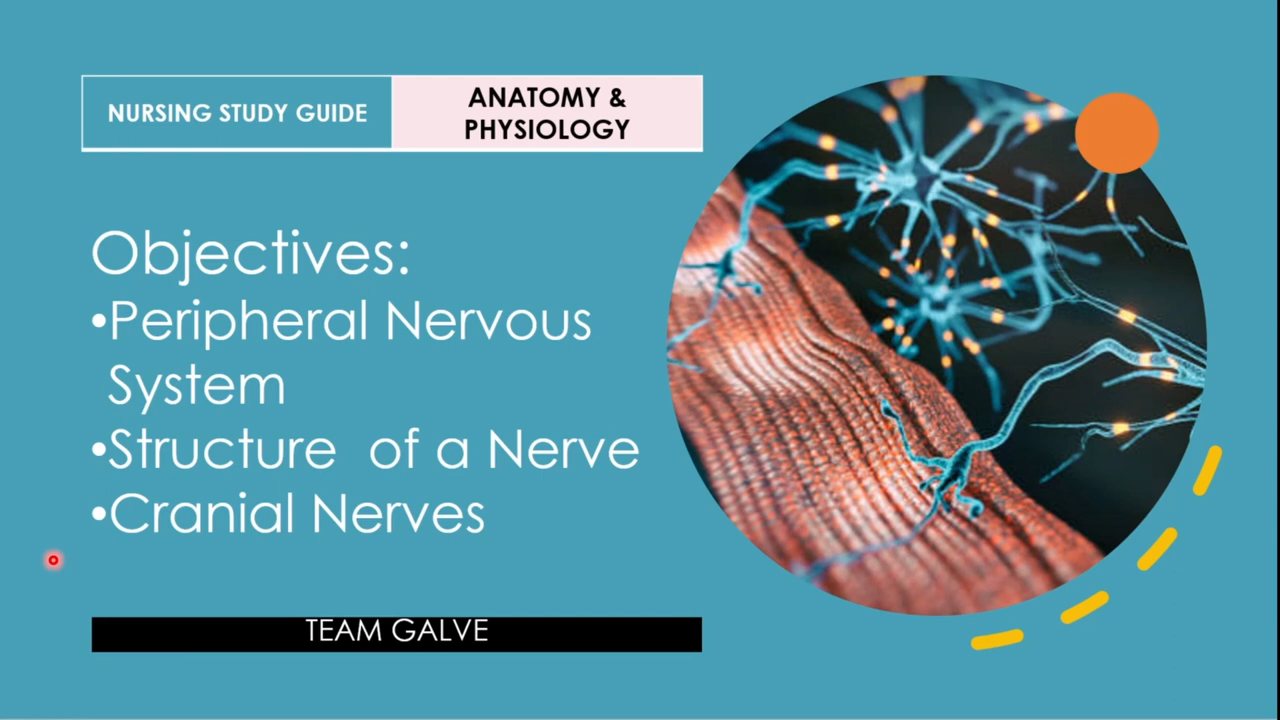 NURSING STUDY GUIDE
ANATOMY &
PHYSIOLOGY
Objectives:
•Peripheral Nervous
System
•Structure  of a Nerve
•Cranial Nerves
TEAM GALVE